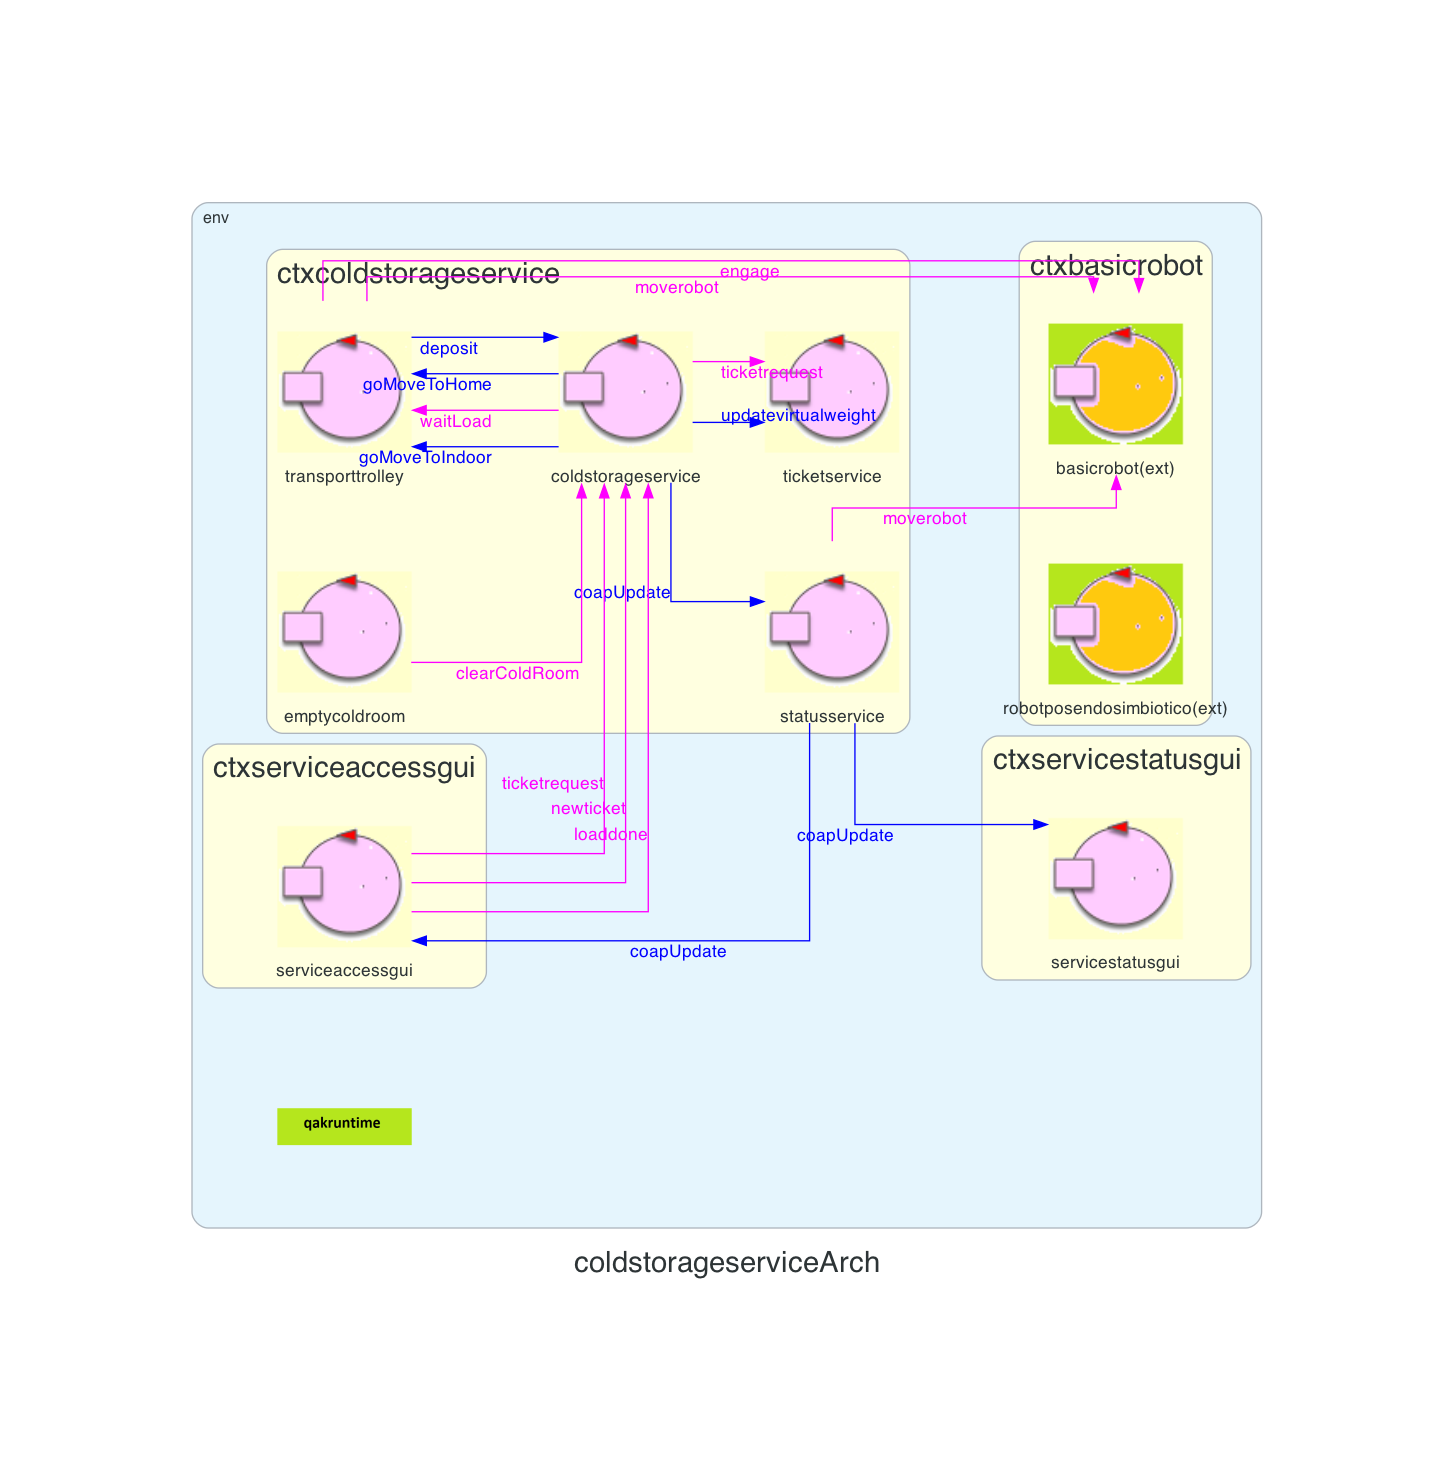 env
ctxcoldstorageservice
ctxbasicrobot
engage
moverobot
deposit
goMoveToHome
waitLoad
goMoveToIndoor
ticketrequest
updatevirtualweight
transporttrolley
coldstorageservice
ticketservice
basicrobot(ext)
moverobot
coapUpdate
clearColdRoom
emptycoldroom
statusservice
robotposendosimbiotico(ext)
ctxserviceaccessgui
ctxservicestatusgui
ticketrequest
newticket
loaddone
coapUpdate
coapUpdate
serviceaccessgui
servicestatusgui
qakruntime
coldstorageserviceArch